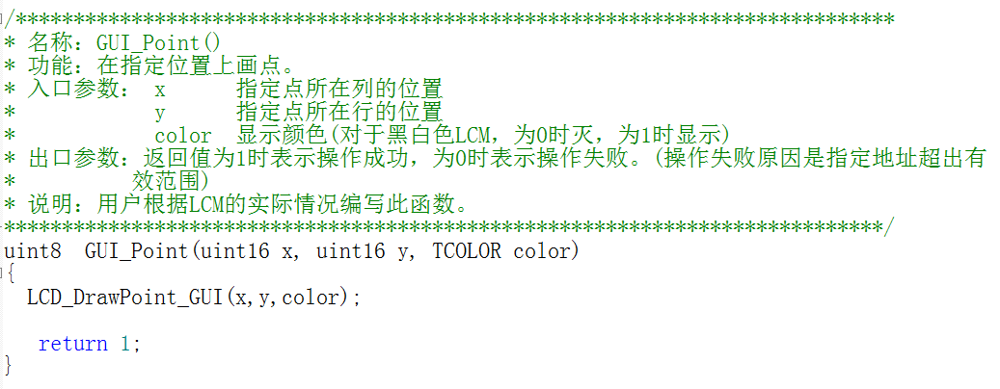 /***************************************************************************
* 名称：GUI_Point()
* 功能：在指定位置上画点。
* 入口参数： x      指定点所在列的位置
*            y      指定点所在行的位置
*            color  显示颜色(对于黑白色LCM，为0时灭，为1时显示)
* 出口参数：返回值为1时表示操作成功，为0时表示操作失败。(操作失败原因是指定地址超出有
*          效范围)
* 说明：用户根据LCM的实际情况编写此函数。
***************************************************************************/
uint8  GUI_Point(uint16 x, uint16 y, TCOLOR color)
{
  LCD_DrawPoint_GUI(x,y,color);
   return 1;
}